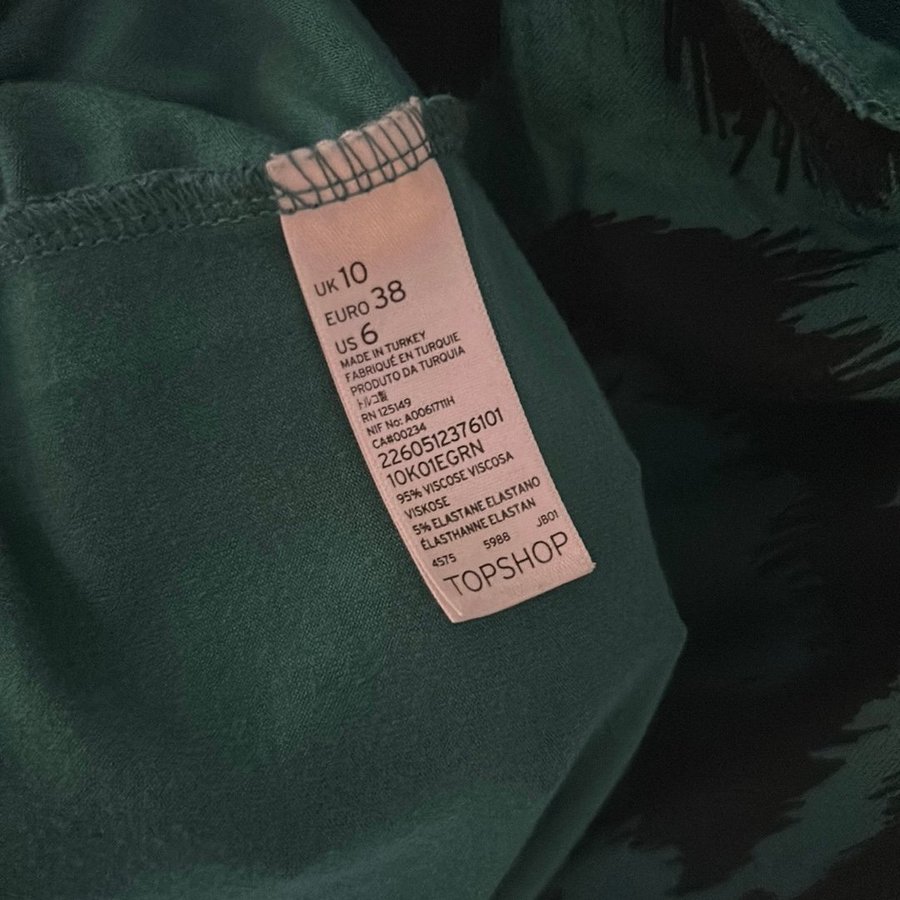 UK 10
EURO 38
US 6
MADE IN TURKEY
FABRIQUÉ EN TURQUIE
PRODUTO DA TURQUIA
トルコ製
RN 125149
NIF No: A0061711H
CA#00234
2260512376101
10K01EGRN
95% VISCOSE VISCOSA
VISKOSE
5% ELASTANE ELASTANO
ÉLASTHANNE ELASTAN
4575 5988 JB01
TOPSHOP